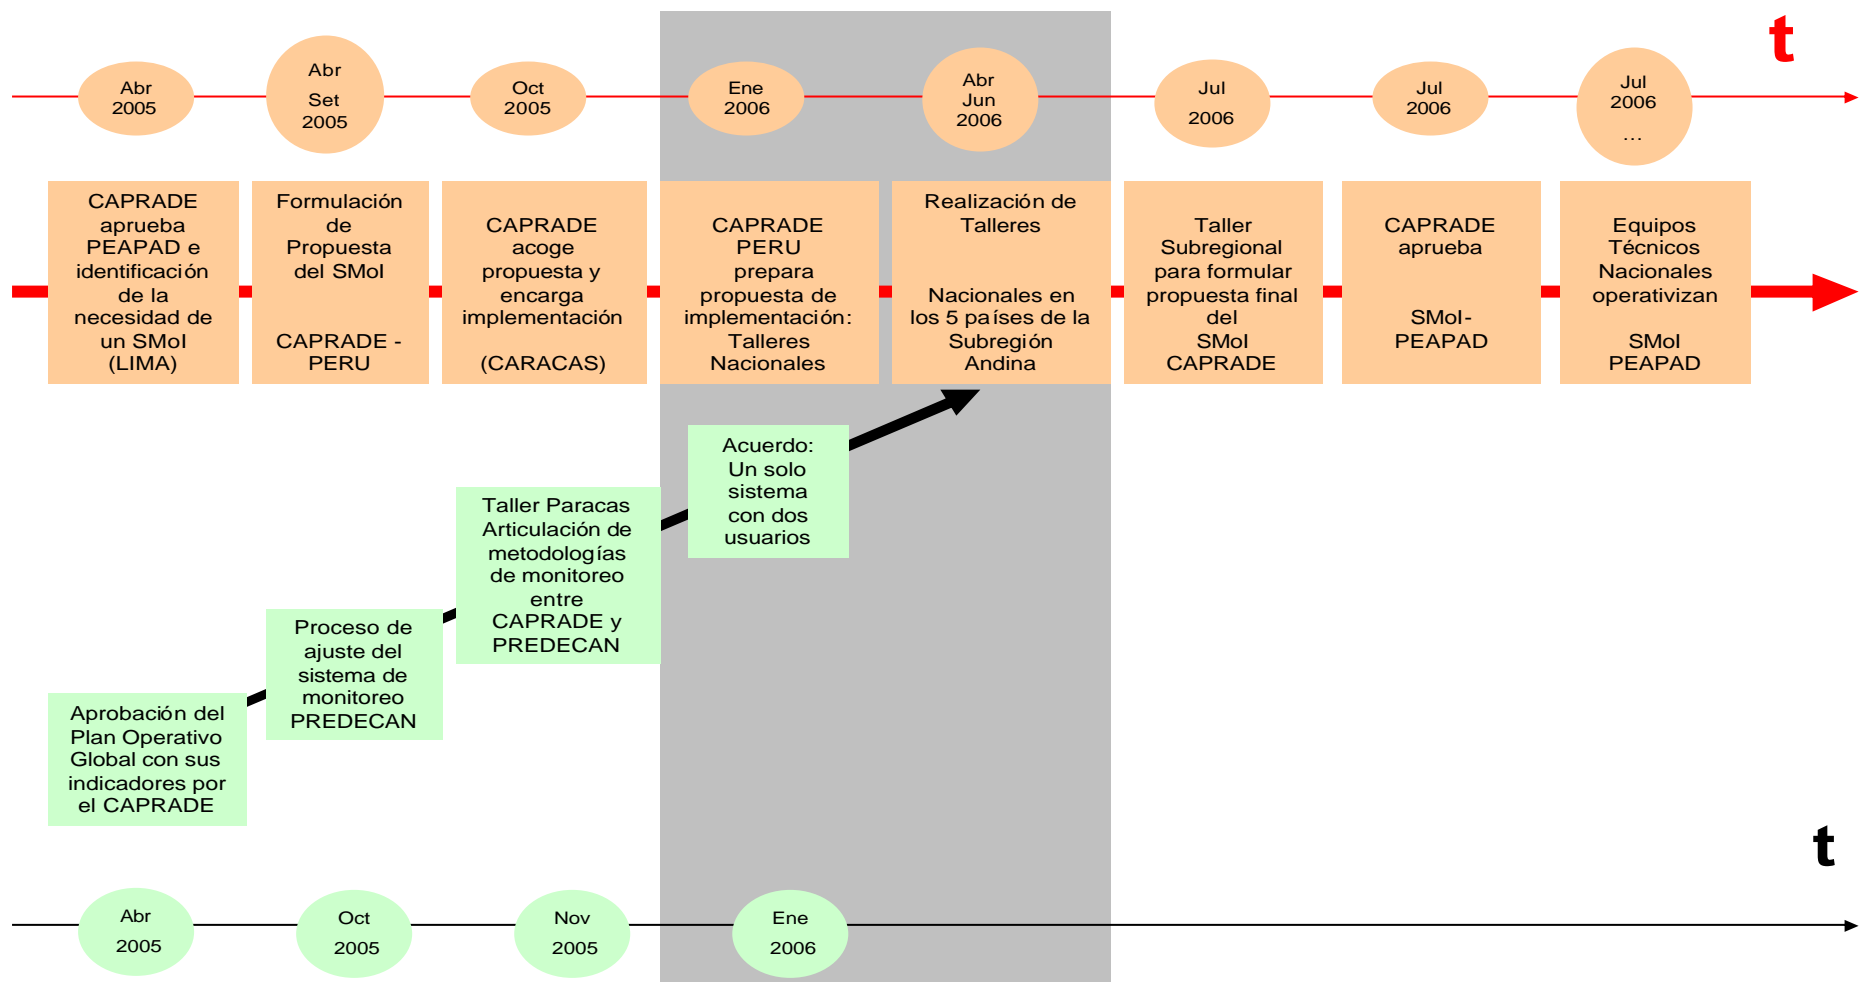 t
Abr
2005
Abr
Set
2005
Oct
2005
Ene
2006
Abr
Jun
2006
Jul
2006
Jul
2006
Jul
2006
...
CAPRADE
aprueba
PEAPAD e
identificación
de la
necesidad de
un SMoI
(LIMA)
Formulación
de
Propuesta
del SMoI
CAPRADE -
PERU
CAPRADE
acoge
propuesta y
encarga
implementación
(CARACAS)
CAPRADE
PERU
prepara
propuesta de
implementación:
Talleres
Nacionales
Realización de
Talleres
Nacionales en
los 5 países de la
Subregión
Andina
Taller
Subregional
para formular
propuesta final
del
SMoI
CAPRADE
CAPRADE
aprueba
SMoI-
PEAPAD
Equipos
Técnicos
Nacionales
operativizan
SMoI
PEAPAD
Acuerdo:
Un solo
sistema
con dos
usuarios
Taller Paracas
Articulación de
metodologías
de monitoreo
entre
CAPRADE y
PREDECAN
Proceso de
ajuste del
sistema de
monitoreo
PREDECAN
Aprobación del
Plan Operativo
Global con sus
indicadores por
el CAPRADE
t
Abr
2005
Oct
2005
Nov
2005
Ene
2006